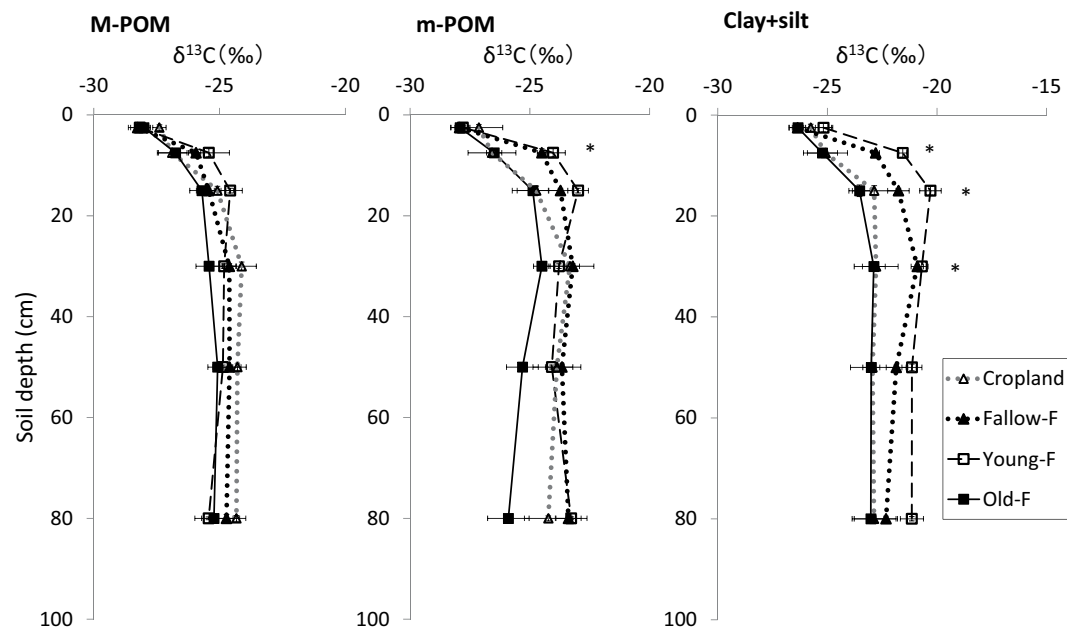 M-POM
m-POM
Clay+silt
δ¹³C(‰)
δ¹³C(‰)
δ¹³C(‰)
-30 -25 -20
-30 -25 -20
-30 -25 -20 -15
0
20
40
60
80
100
0
20
40
60
80
100
0
20
40
60
80
100
Soil depth (cm)
*
*
*
*
Cropland
Fallow-F
Young-F
Old-F